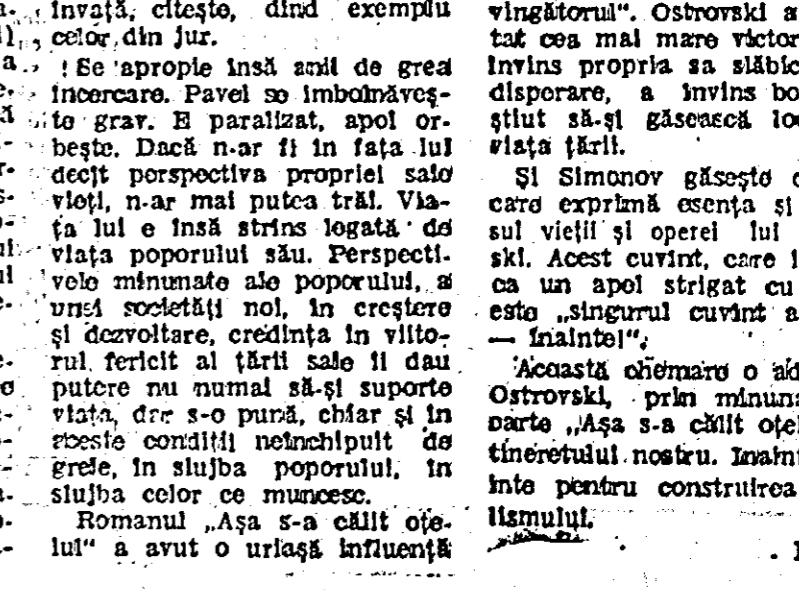 învață, citește, dînd exemplu
celor din jur.
Se apropie însă anii de grea
încercare. Pavel se îmbolnăveș-
te grav. E paralizat, apoi or-
bește. Dacă n-ar fi în fața lui
decît perspectiva propriei sale
vieți, n-ar mai putea trăi. Via-
ța lui e însă strîns legată de
viața poporului său. Perspecti-
vele minunate ale poporului, a
unei societăți noi, în creștere
și dezvoltare, credința în viito-
rul fericit al țării sale îi dau
putere nu numai să-și suporte
viața, dar s-o pună, chiar și în
aceste condiții neînchipuit de
grele, în slujba poporului, în
slujba celor ce muncesc.
Romanul „Așa s-a călit oțe-
lul“ a avut o uriașă influență
vingătorul“. Ostrovski a
tat cea mai mare victor
învins propria sa slăbic
disperare, a învins bo
știut să-și găsească lo
viața țării.
Și Simonov găsește
care exprimă esența și
sul vieții și operei lui
ski. Acest cuvînt, care
ca un apel strigat cu
este „singurul cuvînt a
— înainte!“.
Această chemare o ad
Ostrovski, prin minuna
carte „Așa s-a călit oțe
tineretului nostru. Înaint
inte pentru construirea
lismului.